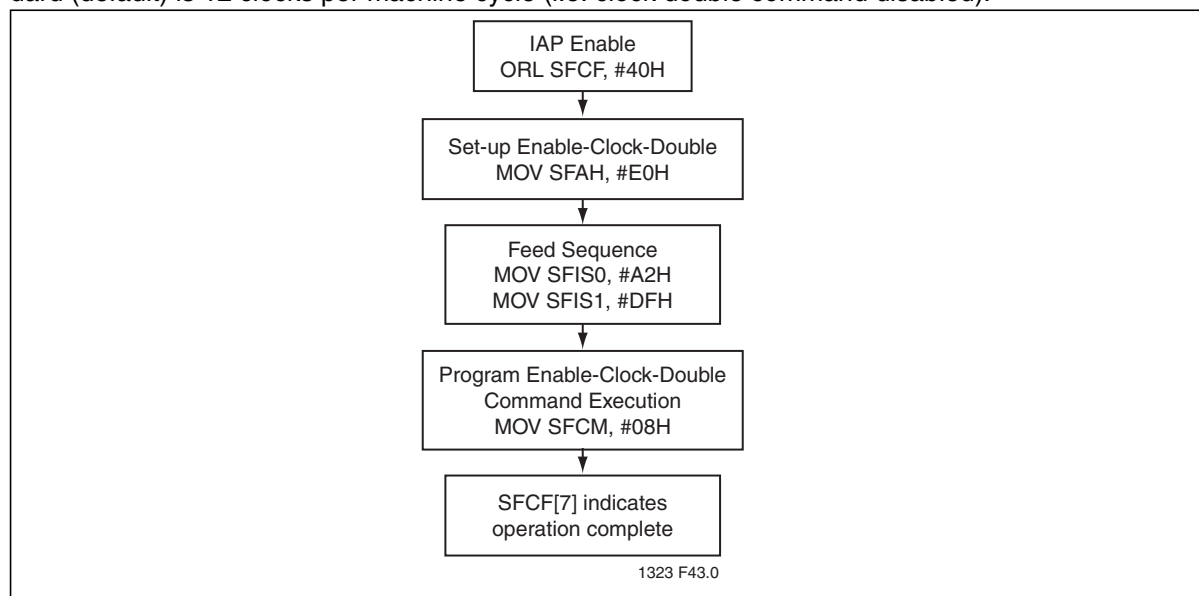 dard (default) is 12 clocks per machine cycle (i.e. clock double command disabled).
IAP Enable
ORL SFCF, #40H
Set-up Enable-Clock-Double
MOV SFAH, #E0H
Feed Sequence
MOV SFIS0, #A2H
MOV SFIS1, #DFH
Program Enable-Clock-Double
Command Execution
MOV SFCM, #08H
SFCF[7] indicates
operation complete
1323 F43.0